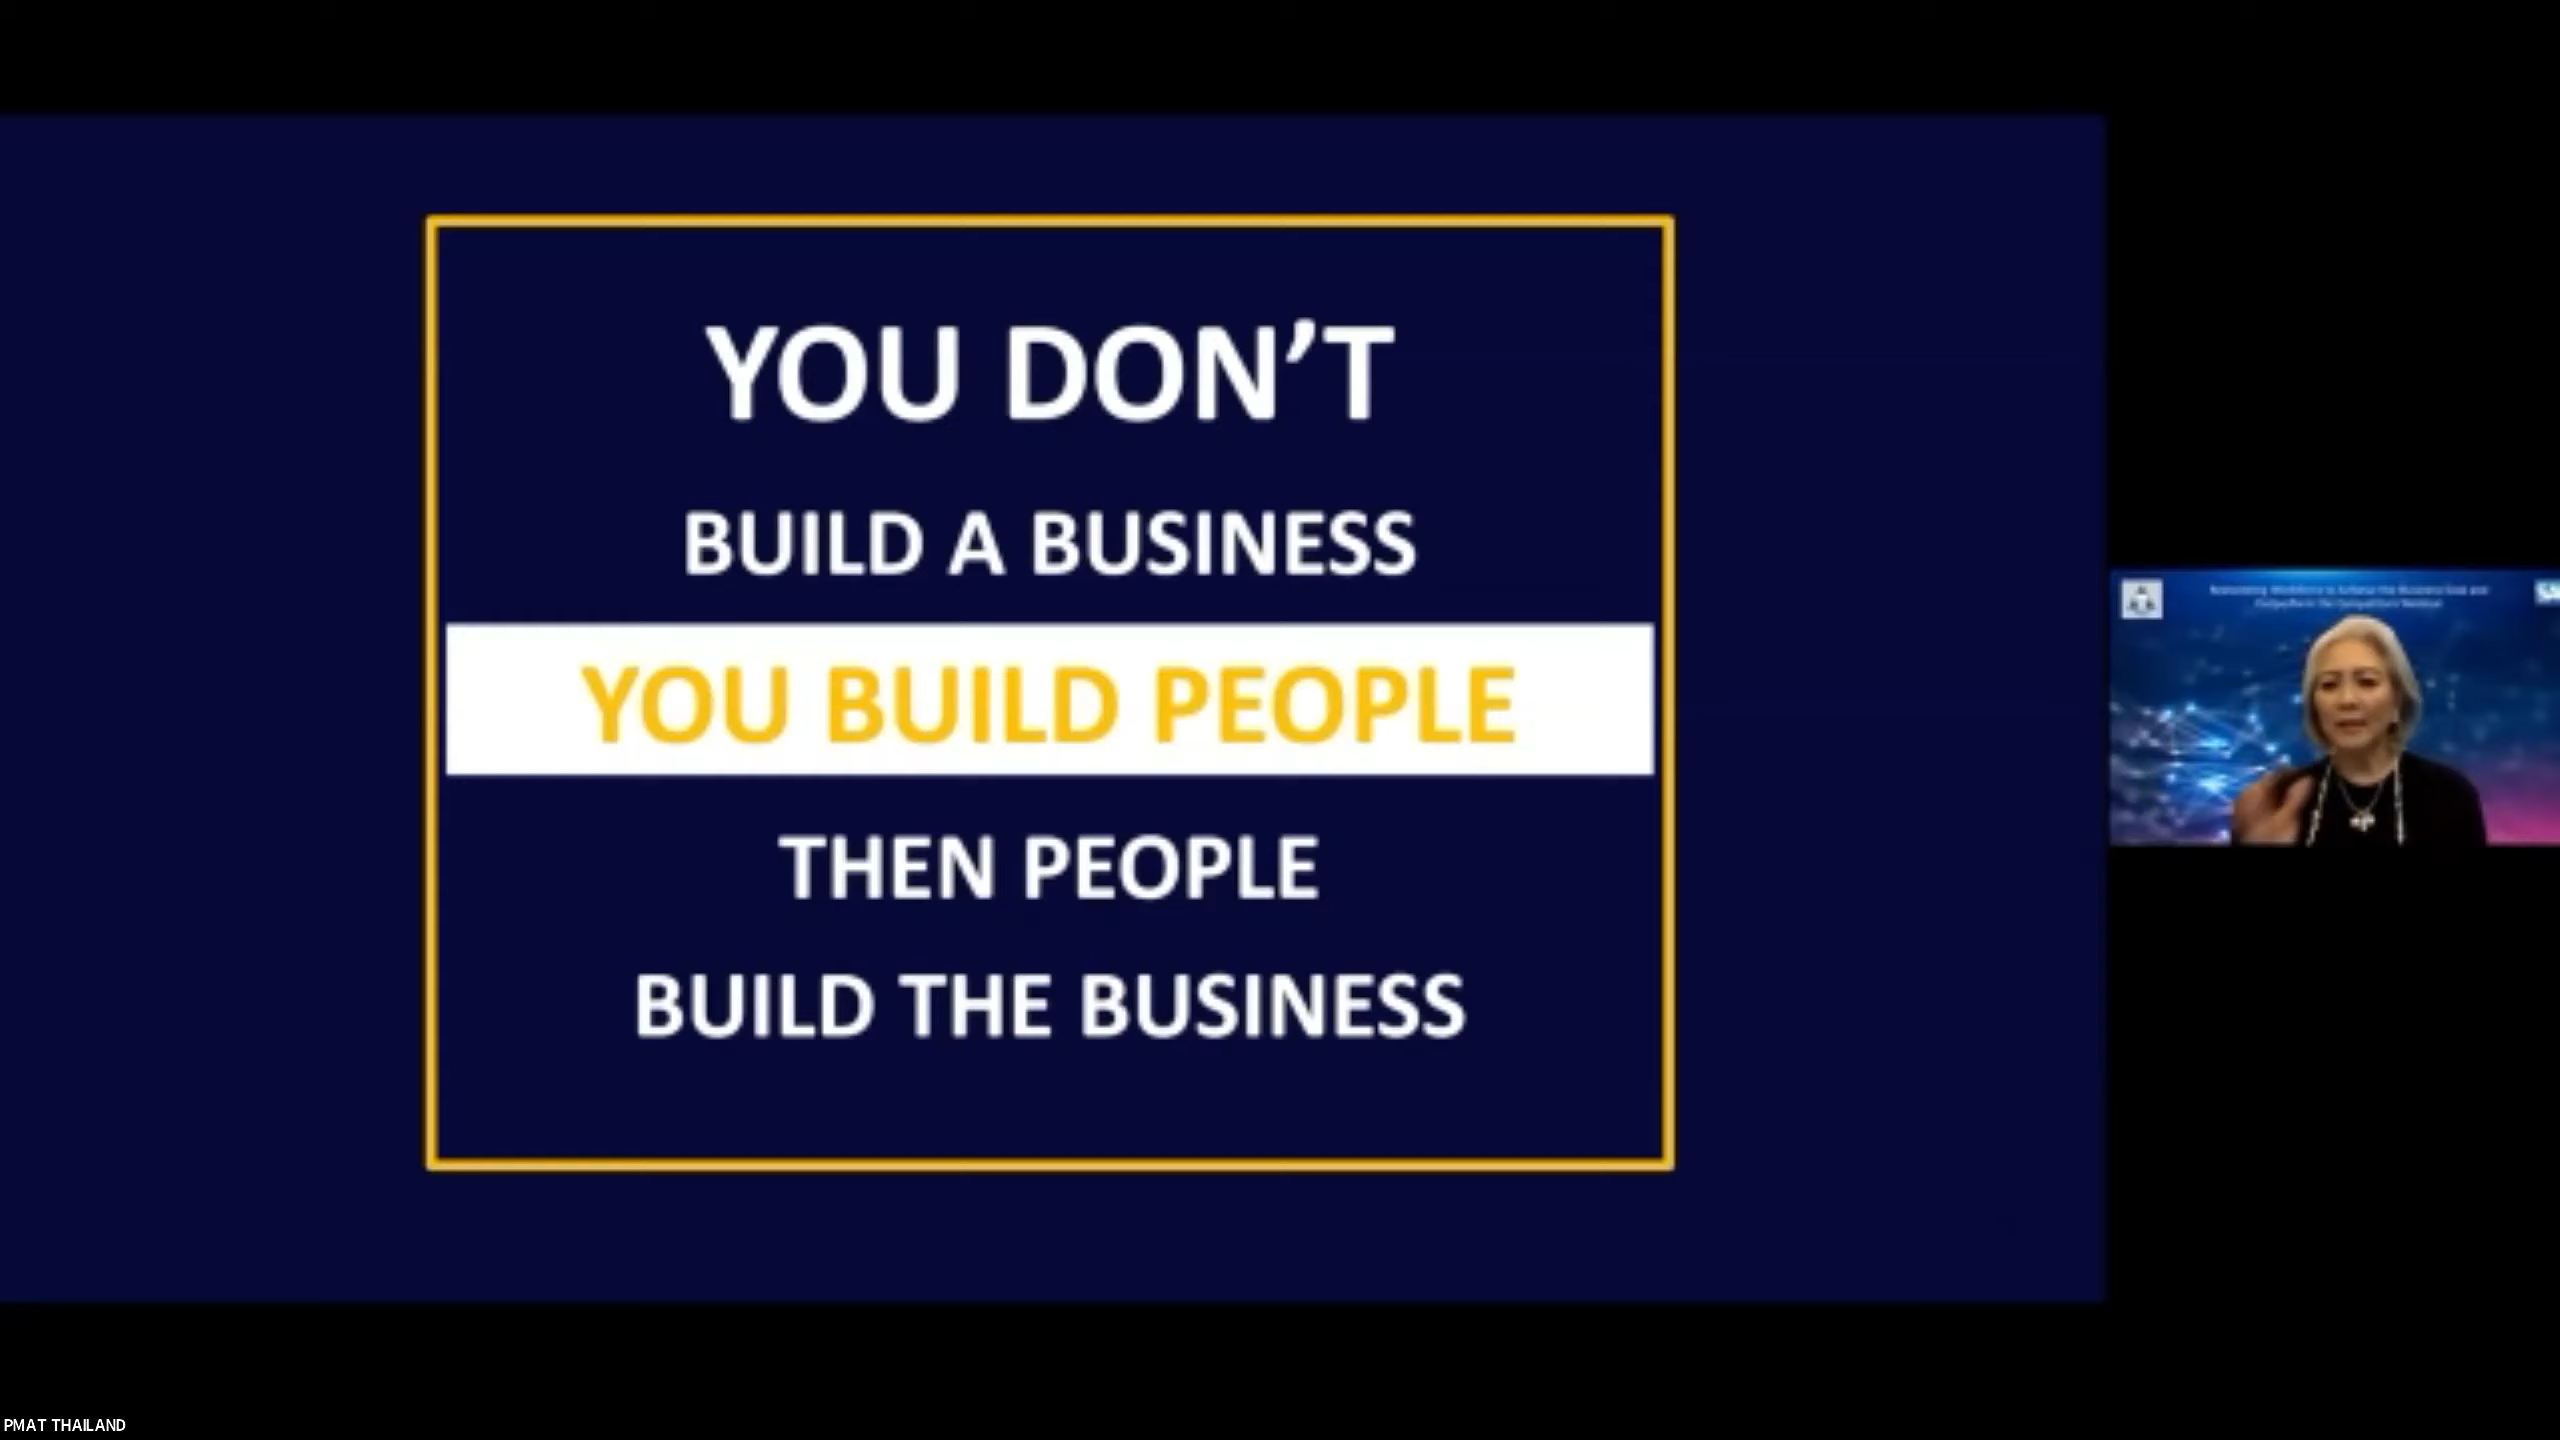 YOU DON’T
BUILD A BUSINESS
YOU BUILD PEOPLE
THEN PEOPLE
BUILD THE BUSINESS
PMAT THAILAND